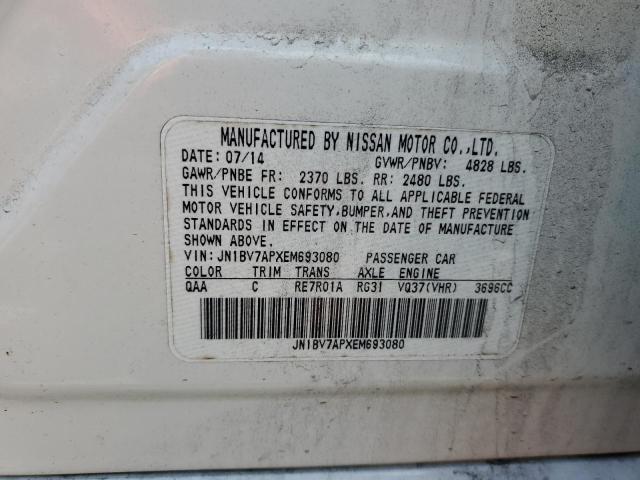 MANUFACTURED BY NISSAN MOTOR CO.,LTD.
DATE: 07/14 GVWR/PNBV: 4828 LBS.
GAWR/PNBE FR: 2370 LBS. RR: 2480 LBS.
THIS VEHICLE CONFORMS TO ALL APPLICABLE FEDERAL
MOTOR VEHICLE SAFETY,BUMPER,AND THEFT PREVENTION
STANDARDS IN EFFECT ON THE DATE OF MANUFACTURE
SHOWN ABOVE.
VIN: JN1BV7APXEM693080 PASSENGER CAR
COLOR TRIM TRANS AXLE ENGINE
QAA C RE7R01A RG31 VQ37(VHR) 3696CC
JN1BV7APXEM693080